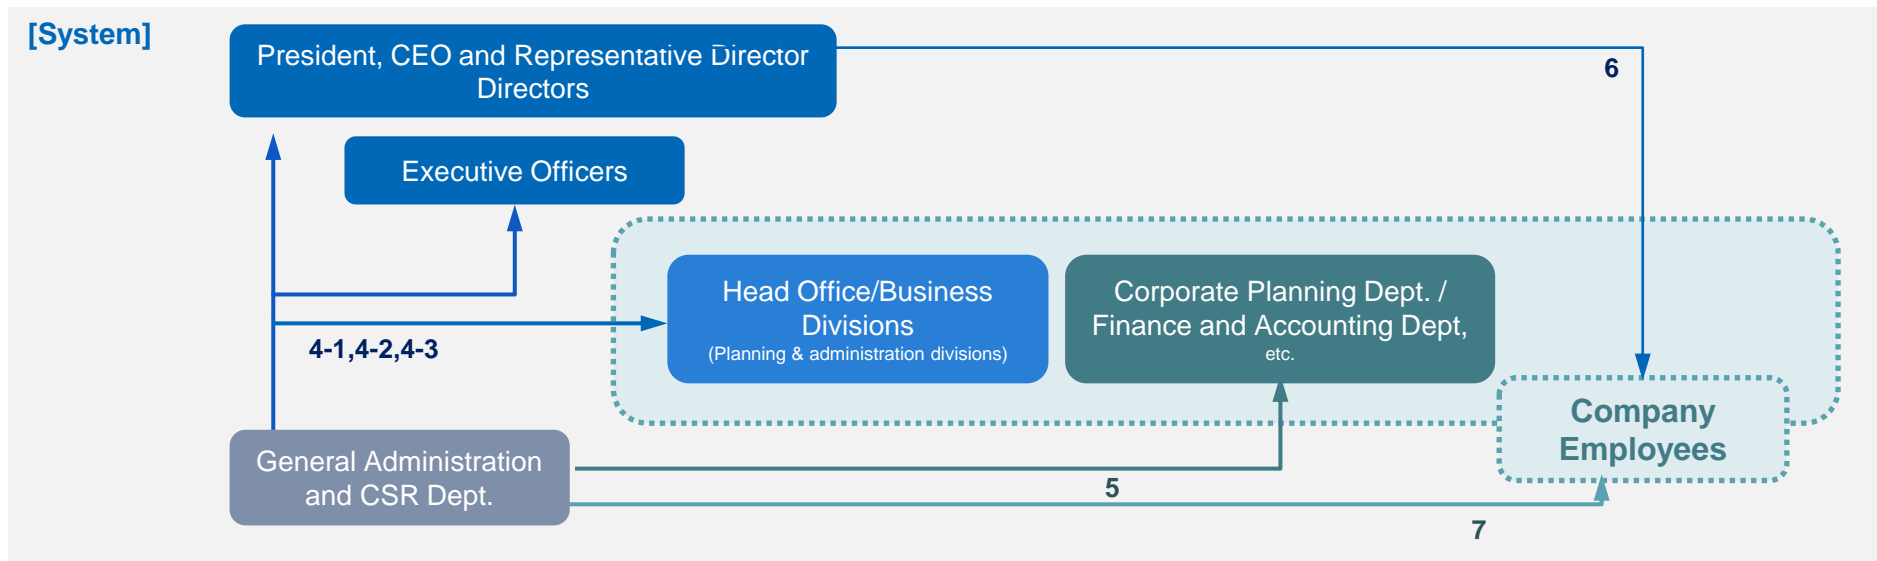 [System]
President, CEO and Representative Director
Directors
6
Executive Officers
Head Office/Business
Divisions
(Planning & administration divisions)
Corporate Planning Dept. /
Finance and Accounting Dept,
etc.
4-1,4-2,4-3
Company
Employees
General Administration
and CSR Dept.
5
7